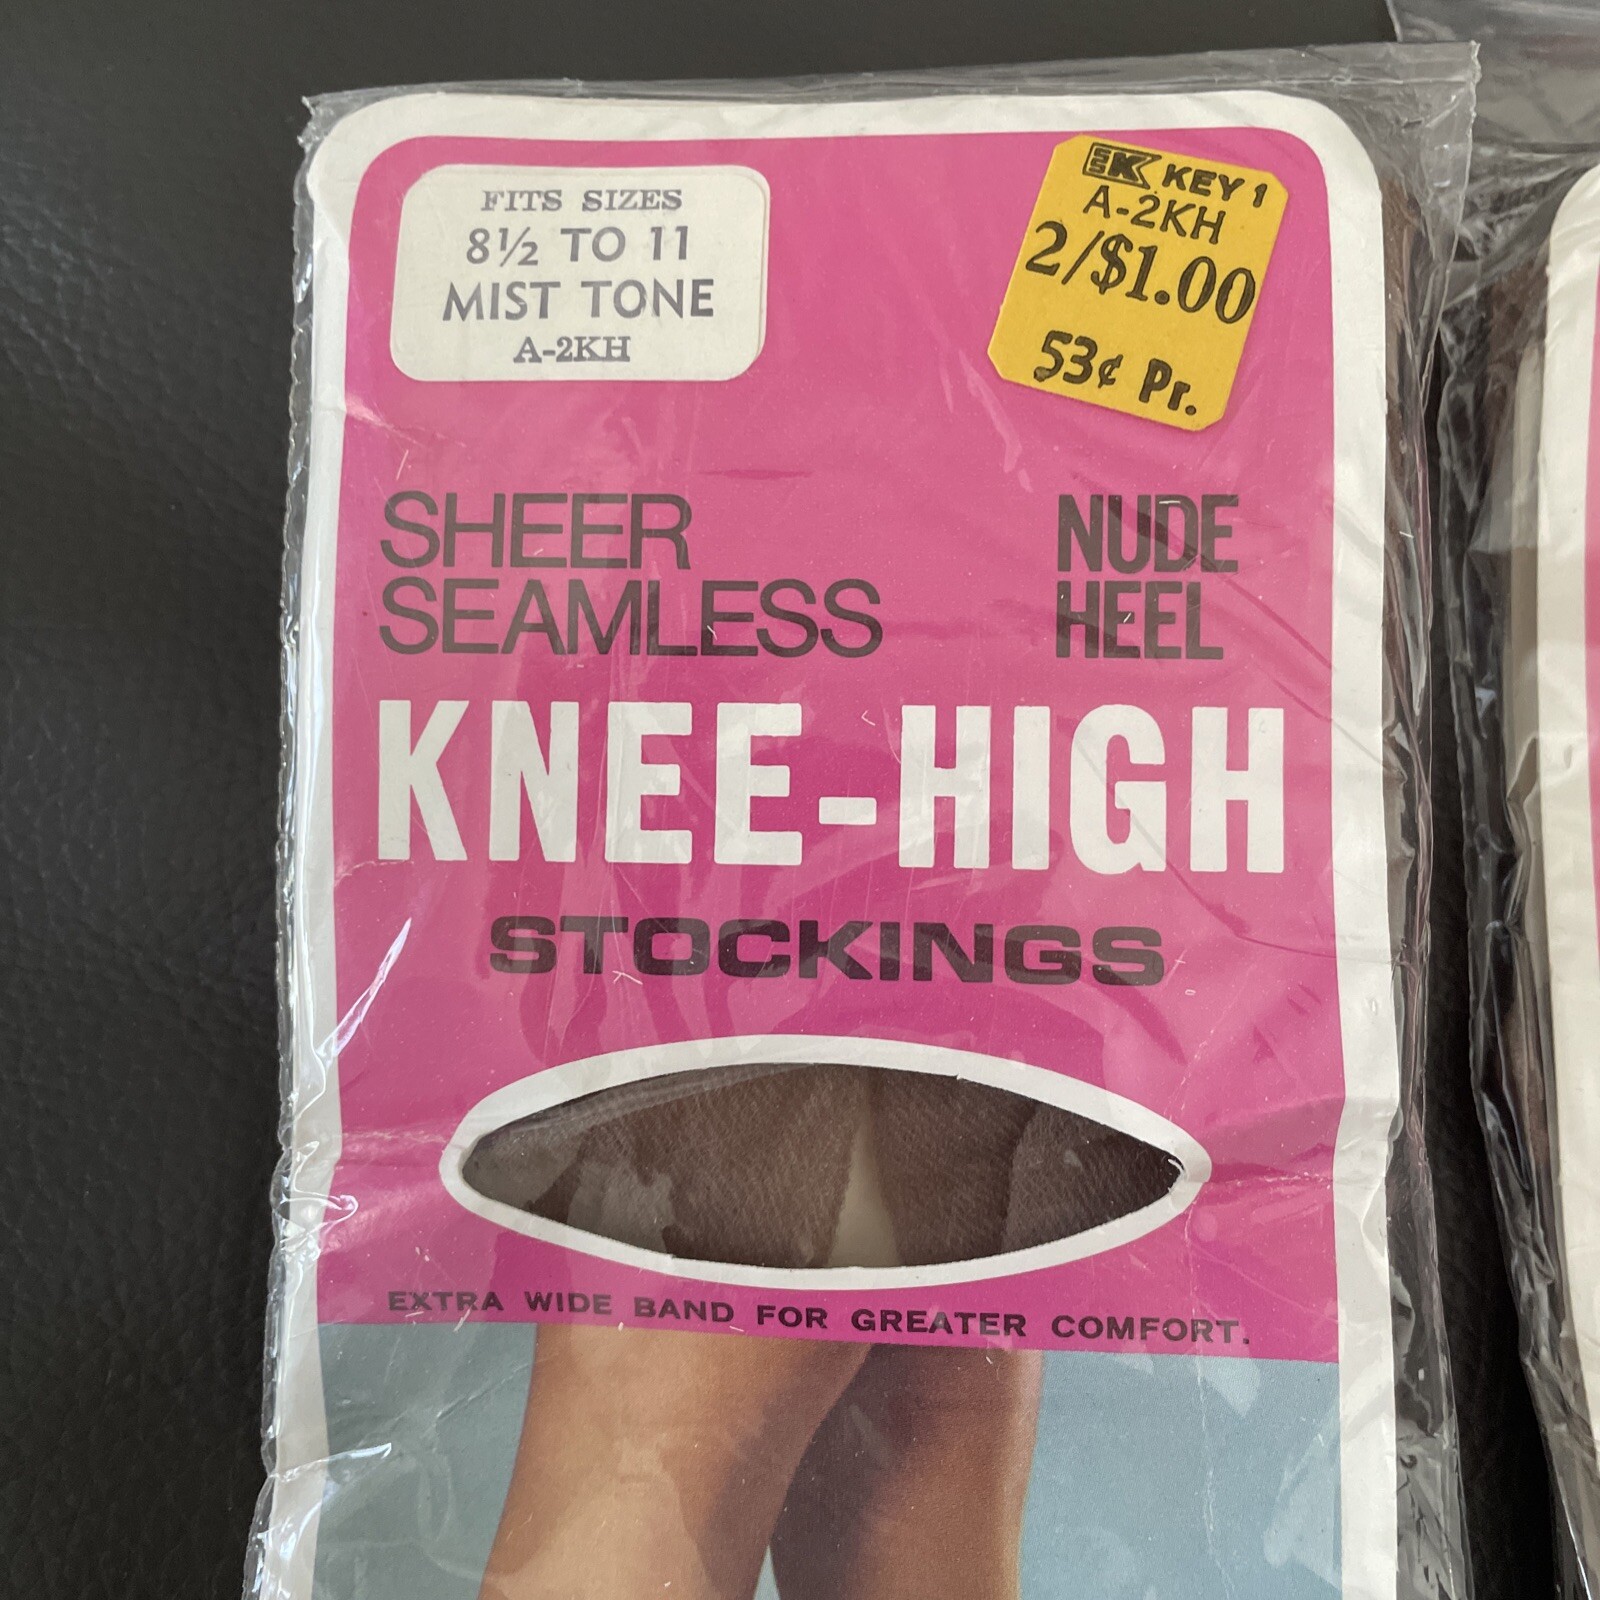 FITS SIZES
8½ TO 11
MIST TONE
A-2KH
K KEY 1
A-2KH
2/$1.00
53¢ Pr.
SHEER
SEAMLESS
NUDE
HEEL
KNEE-HIGH
STOCKINGS
EXTRA WIDE BAND FOR GREATER COMFORT.